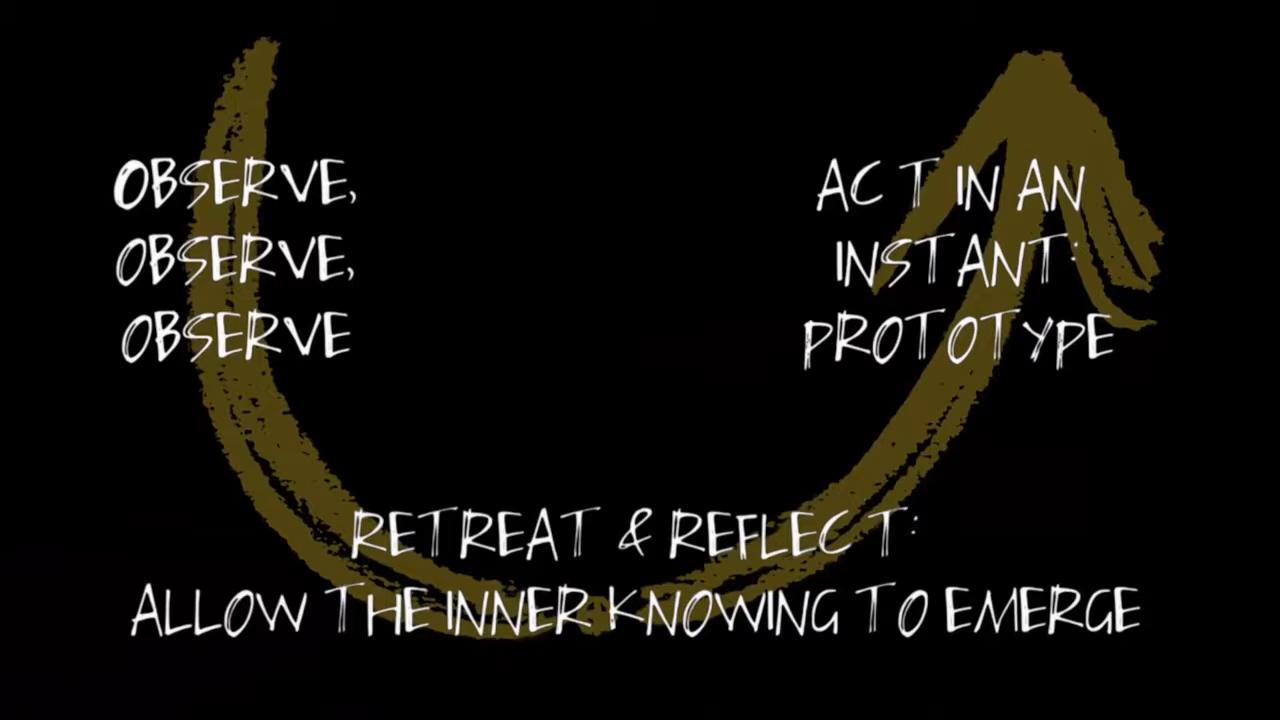 OBSERVE,
OBSERVE,
OBSERVE
ACT IN AN
INSTANT:
PROTOTYPE
RETREAT & REFLECT:
ALLOW THE INNER KNOWING TO EMERGE